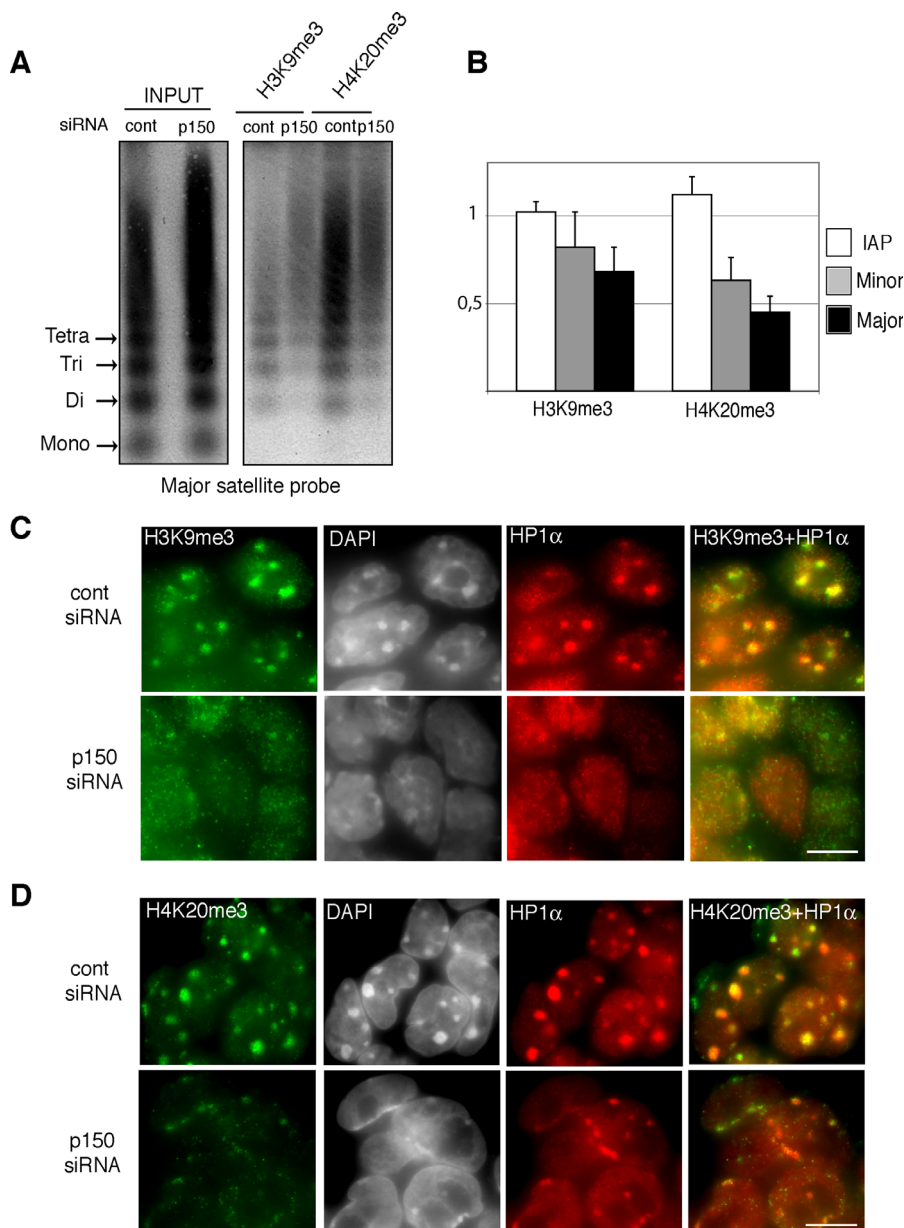 A
INPUT
H3K9me3
H4K20me3
siRNA
cont
p150
cont
p150
cont
p150
Tetra
Tri
Di
Mono
Major satellite probe
B
1
0,5
H3K9me3
H4K20me3
IAP
Minor
Major
C
H3K9me3
DAPI
HP1α
H3K9me3+HP1α
cont
siRNA
p150
siRNA
D
H4K20me3
DAPI
HP1α
H4K20me3+HP1α
cont
siRNA
p150
siRNA